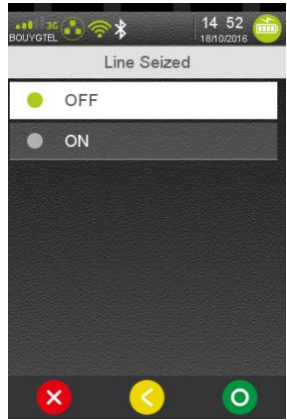 3G 14 52
BOUYGTEL 18/10/2016
Line Seized
OFF
ON